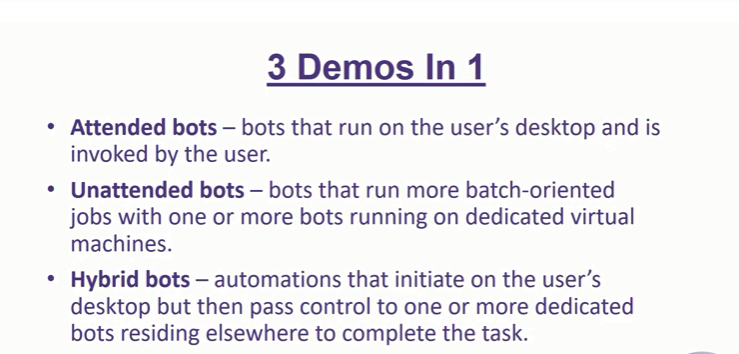 3 Demos In 1
• Attended bots – bots that run on the user’s desktop and is
invoked by the user.
• Unattended bots – bots that run more batch-oriented
jobs with one or more bots running on dedicated virtual
machines.
• Hybrid bots – automations that initiate on the user’s
desktop but then pass control to one or more dedicated
bots residing elsewhere to complete the task.